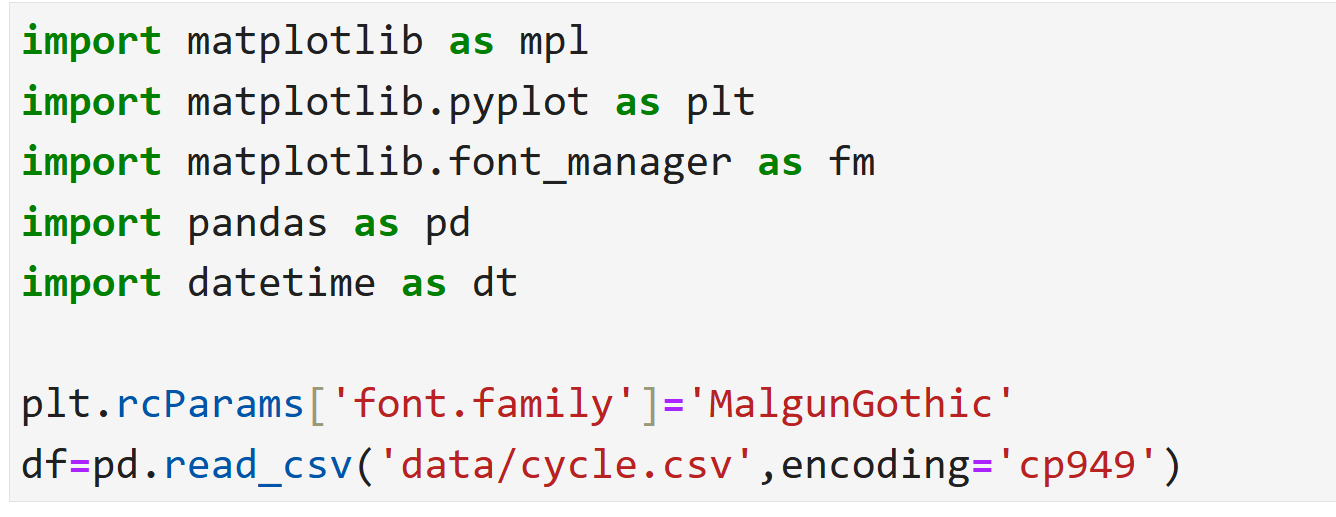 import matplotlib as mpl
import matplotlib.pyplot as plt
import matplotlib.font_manager as fm
import pandas as pd
import datetime as dt
plt.rcParams['font.family']='MalgunGothic'
df=pd.read_csv('data/cycle.csv',encoding='cp949')